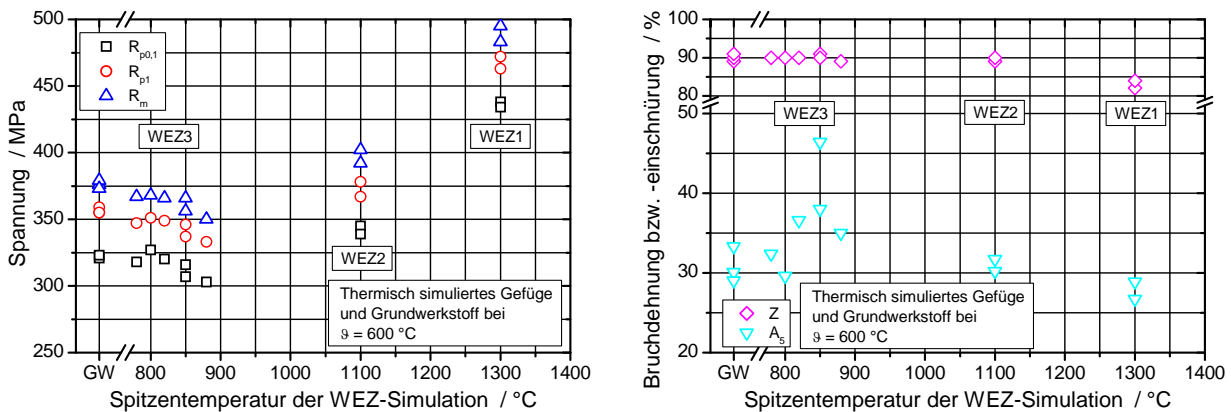 500
450
400
350
300
250
Spannung / MPa
R_p0,1
R_p1
R_m
WEZ3
WEZ1
WEZ2
Thermisch simuliertes Gefüge
und Grundwerkstoff bei
ϑ = 600 °C
GW 800 900 1000 1100 1200 1300 1400
Spitzentemperatur der WEZ-Simulation / °C
100
90
80
50
40
30
20
Bruchdehnung bzw. -einschnürung / %
WEZ3
WEZ2
WEZ1
Z
A_5
Thermisch simuliertes Gefüge
und Grundwerkstoff bei
ϑ = 600 °C
GW 800 900 1000 1100 1200 1300 1400
Spitzentemperatur der WEZ-Simulation / °C